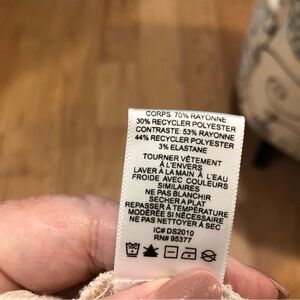 CORPS: 70% RAYONNE
30% RECYCLER POLYESTER
CONTRASTE: 53% RAYONNE
44% RECYCLER POLYESTER
3% ELASTANE
TOURNER VÊTEMENT
À L'ENVERS
LAVER À LA MAIN À L'EAU
FROIDE AVEC COULEURS
SIMILAIRES
NE PAS BLANCHIR
SECHER A PLAT
REPASSER À TEMPÉRATURE
MODÉRÉE SI NÉCESSAIRE
NE PAS NETTOYER À SEC
IC# DS2010
RN# 95377